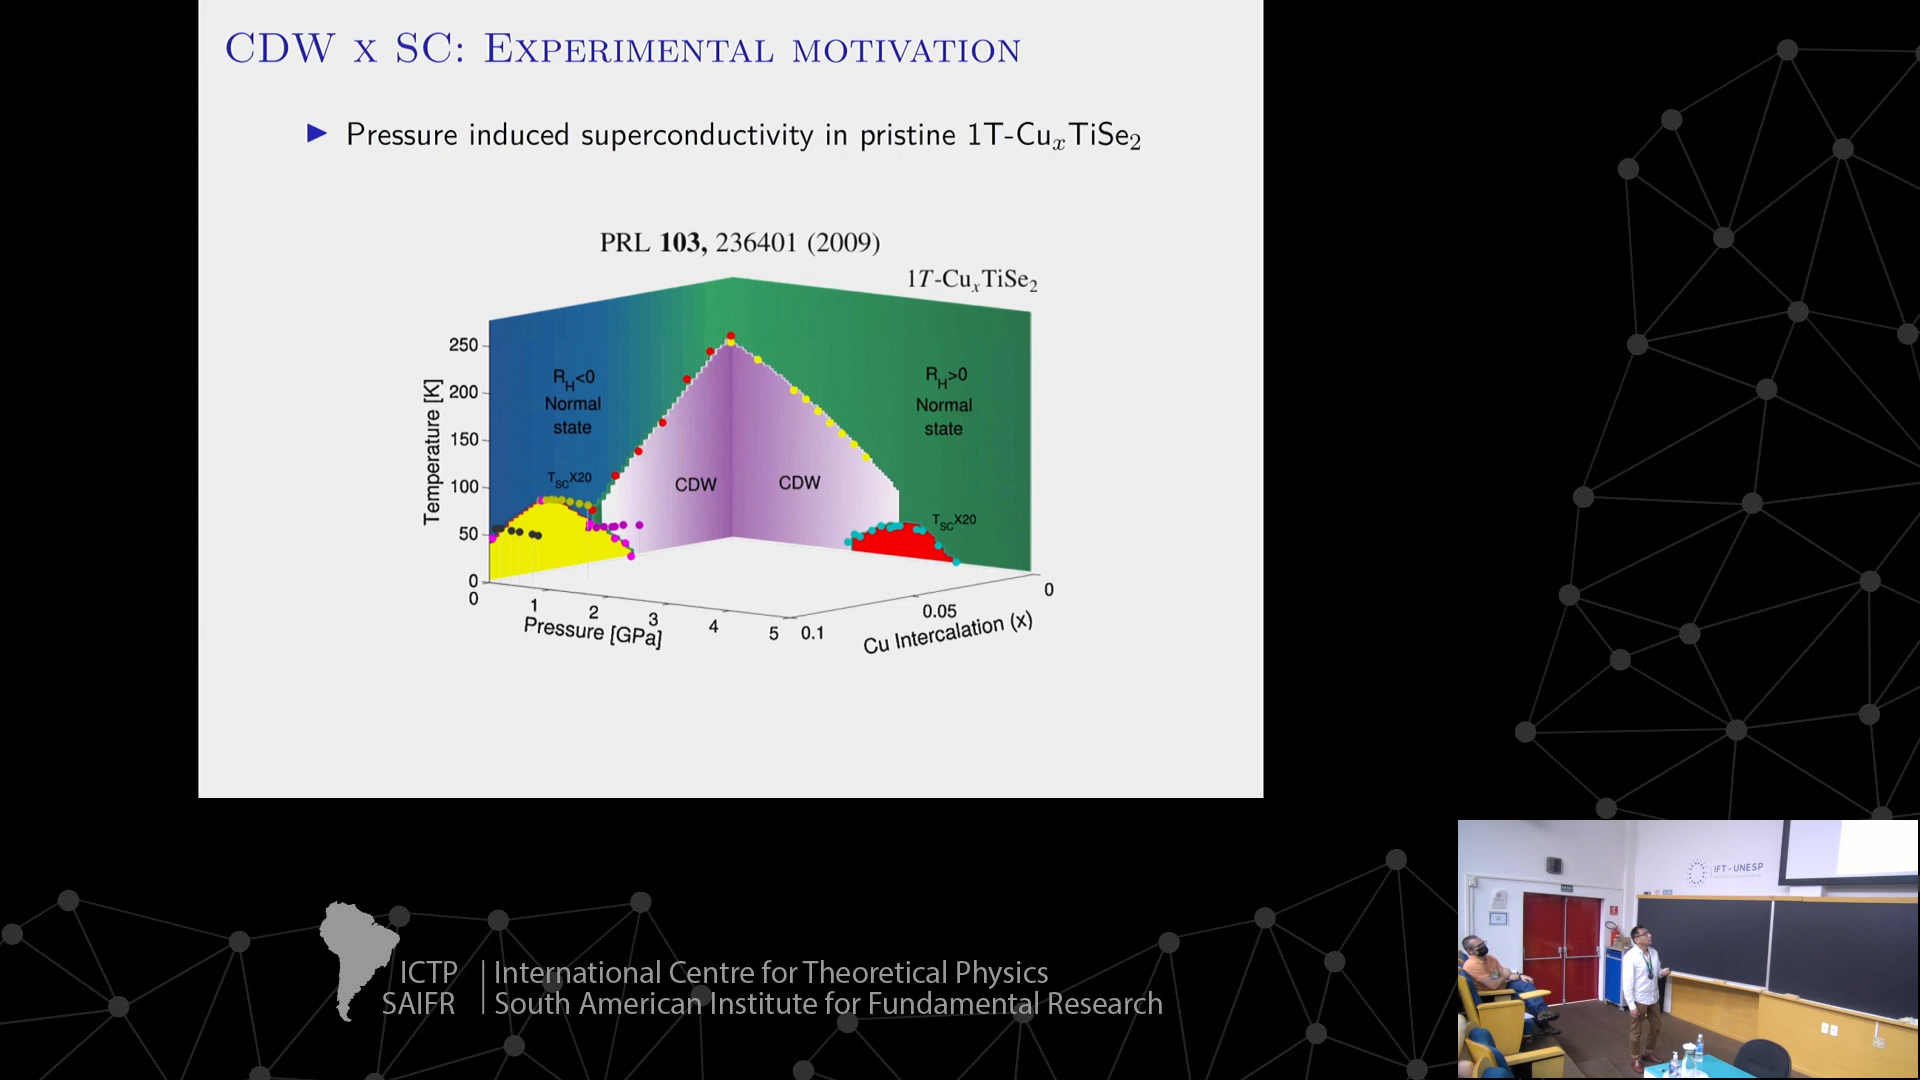 CDW x SC: Experimental motivation
▶ Pressure induced superconductivity in pristine 1T-CuₓTiSe₂
PRL 103, 236401 (2009)
1T-CuₓTiSe₂
250
200
150
100
50
0
Temperature [K]
R_H<0
Normal
state
R_H>0
Normal
state
T_SC X20
CDW
CDW
T_SC X20
0
1
2
3
4
5
Pressure [GPa]
0.1
0.05
0
Cu Intercalation (x)
IFT - UNESP
ICTP | International Centre for Theoretical Physics
SAIFR | South American Institute for Fundamental Research